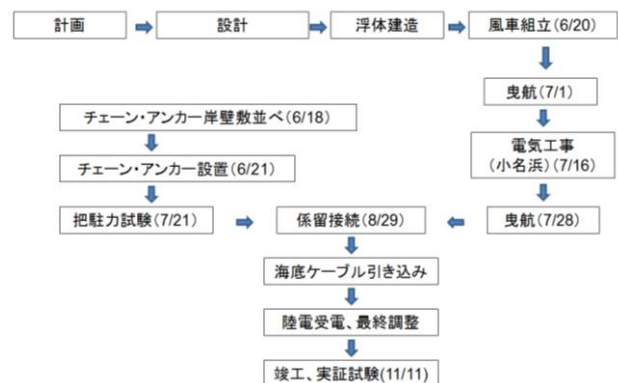 計画
設計
浮体建造
風車組立(6/20)
曳航(7/1)
チェーン・アンカー岸壁敷並べ(6/18)
電気工事
(小名浜)(7/16)
チェーン・アンカー設置(6/21)
把駐力試験(7/21)
係留接続(8/29)
曳航(7/28)
海底ケーブル引き込み
陸電受電、最終調整
竣工、実証試験(11/11)